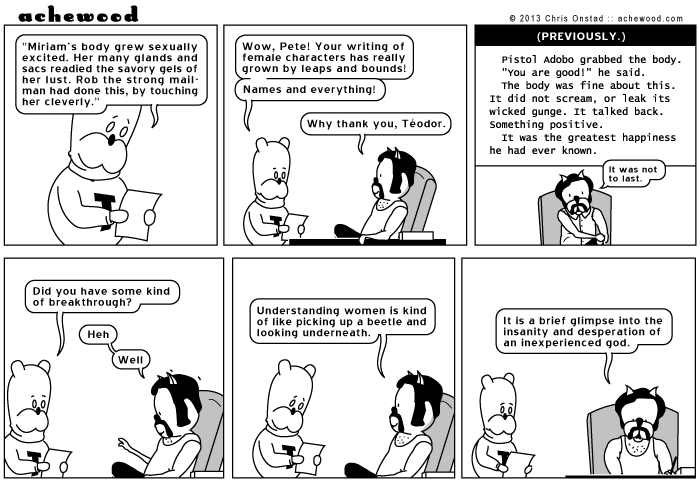 achewood
© 2013 Chris Onstad :: achewood.com
"Miriam's body grew sexually
excited. Her many glands and
sacs readied the savory gels of
her lust. Rob the strong mail-
man had done this, by touching
her cleverly."
Wow, Pete! Your writing of
female characters has really
grown by leaps and bounds!
Names and everything!
Why thank you, Téodor.
T
T
(PREVIOUSLY.)
Pistol Adobo grabbed the body.
"You are good!" he said.
The body was fine about this.
It did not scream, or leak its
wicked gunge. It talked back.
Something positive.
It was the greatest happiness
he had ever known.
It was not
to last.
Did you have some kind
of breakthrough?
Heh
Well
T
Understanding women is kind
of like picking up a beetle and
looking underneath.
T
It is a brief glimpse into the
insanity and desperation of
an inexperienced god.
T